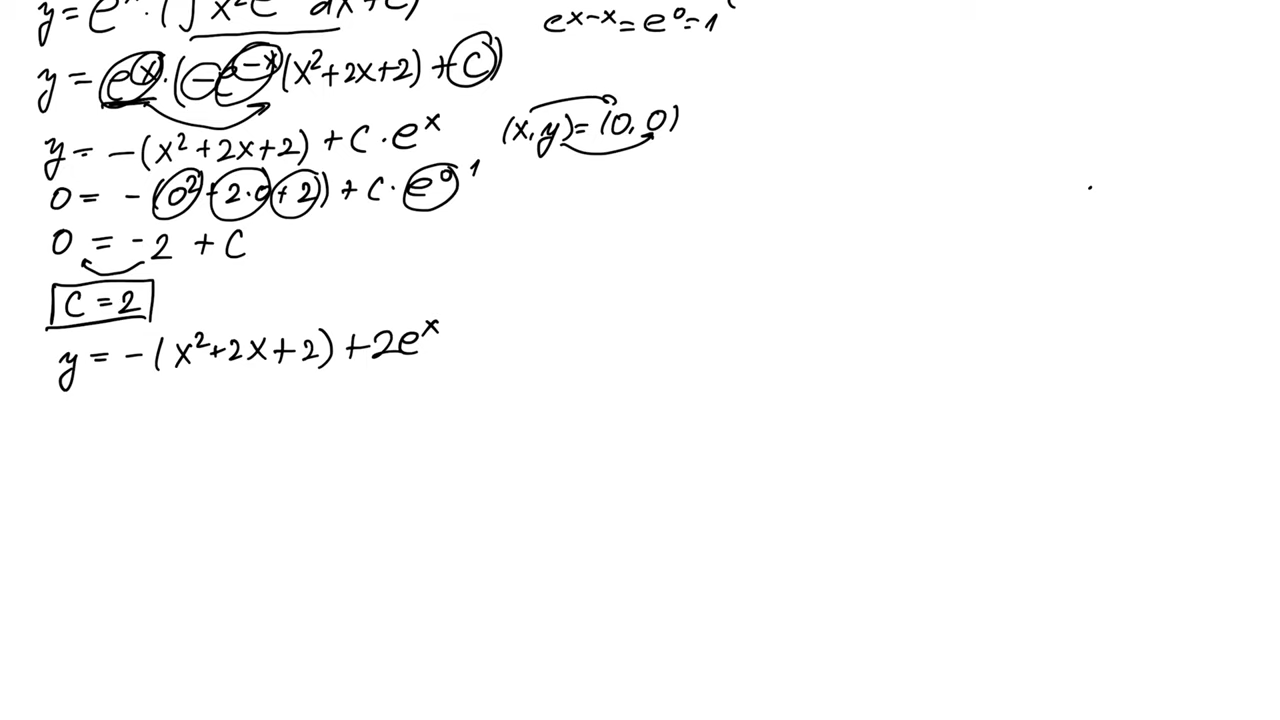 y = e^x · (∫ x²e^-x dx + c)
e^x-x = e^0 = 1
y = e^x · (-e^-x (x² + 2x + 2) + C)
y = -(x² + 2x + 2) + C · e^x
(x, y) = (0, 0)
0 = - (0² + 2·0 + 2) + C · e^0 1
0 = -2 + C
C = 2
y = -(x² + 2x + 2) + 2e^x